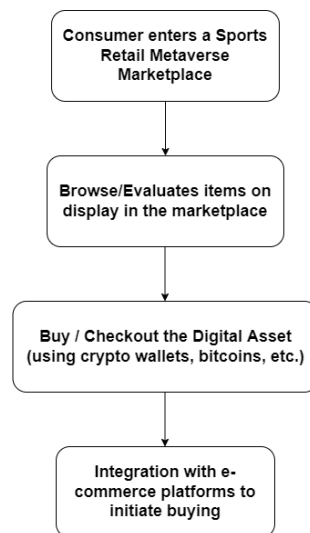 Consumer enters a Sports
Retail Metaverse
Marketplace
Browse/Evaluates items on
display in the marketplace
Buy / Checkout the Digital Asset
(using crypto wallets, bitcoins, etc.)
Integration with e-
commerce platforms to
initiate buying